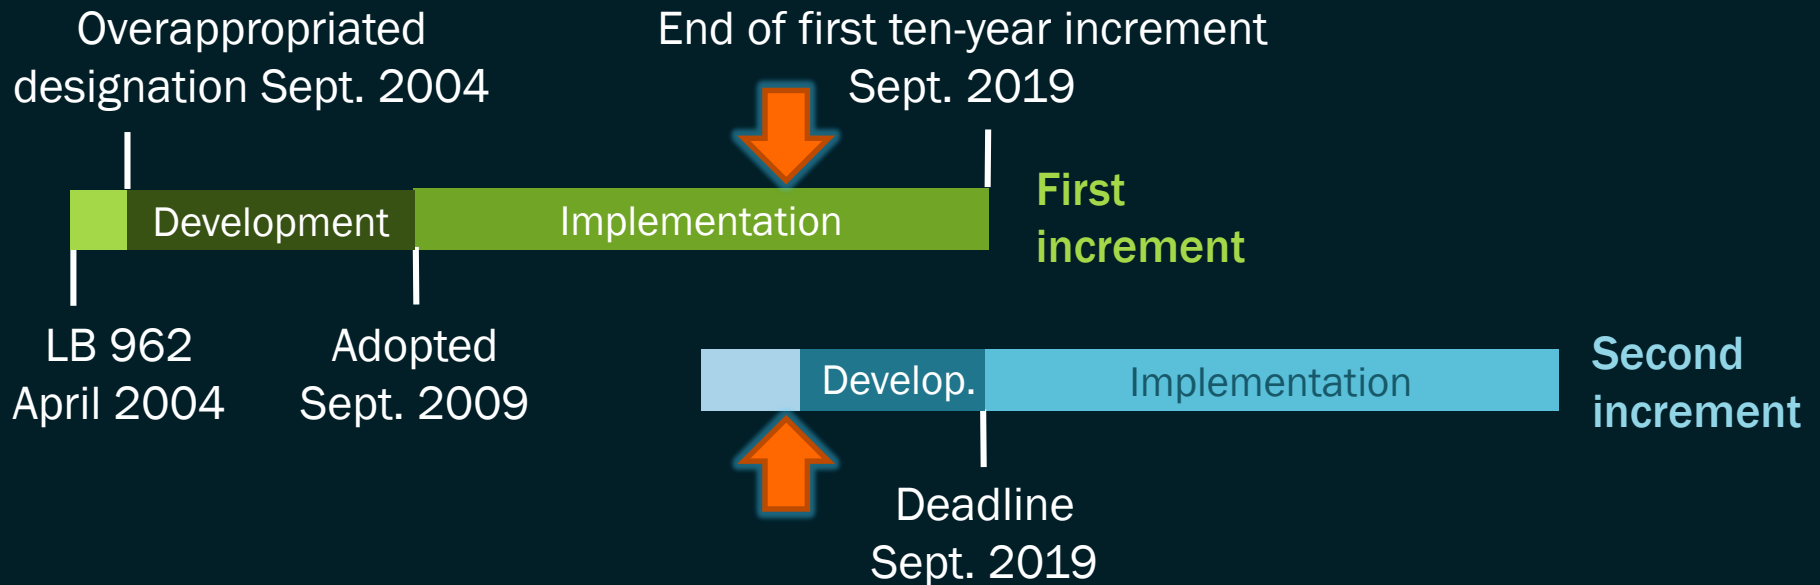 Overappropriated
designation Sept. 2004
End of first ten-year increment
Sept. 2019
Development
Implementation
First
increment
LB 962
April 2004
Adopted
Sept. 2009
Develop.
Implementation
Second
increment
Deadline
Sept. 2019